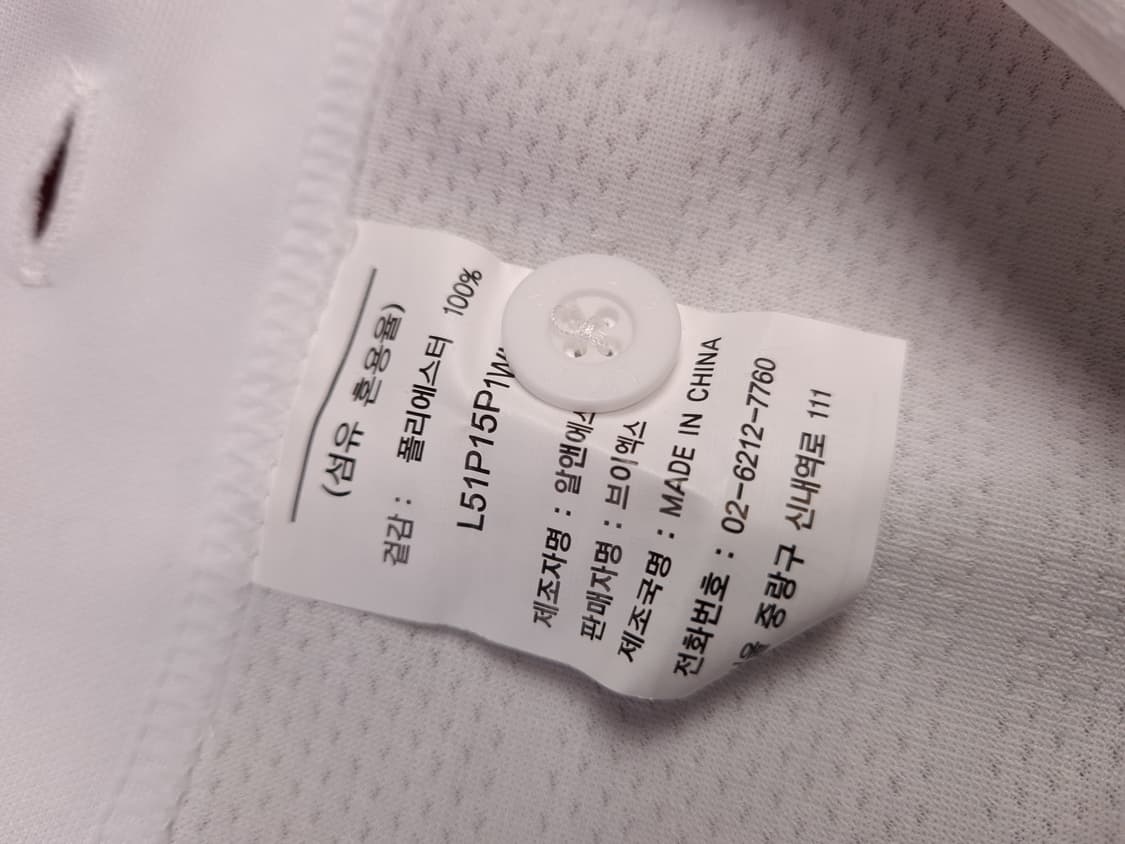 (섬유 혼용율)
겉감 : 폴리에스터 100%
L51P15P1W
제조자명 : 알앤에스
판매자명 : 브이엑스
제조국명 : MADE IN CHINA
전화번호 : 02-6212-7760
중랑구 신내역로 111